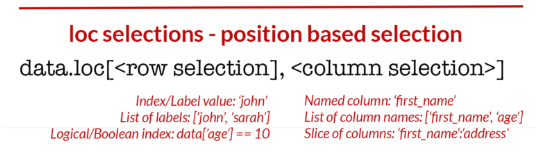 loc selections - position based selection
data.loc[<row selection], <column selection>]
Index/Label value: 'john'
List of labels: ['john', 'sarah']
Logical/Boolean index: data['age'] == 10
Named column: 'first_name'
List of column names: ['first_name', 'age']
Slice of columns: 'first_name':'address'